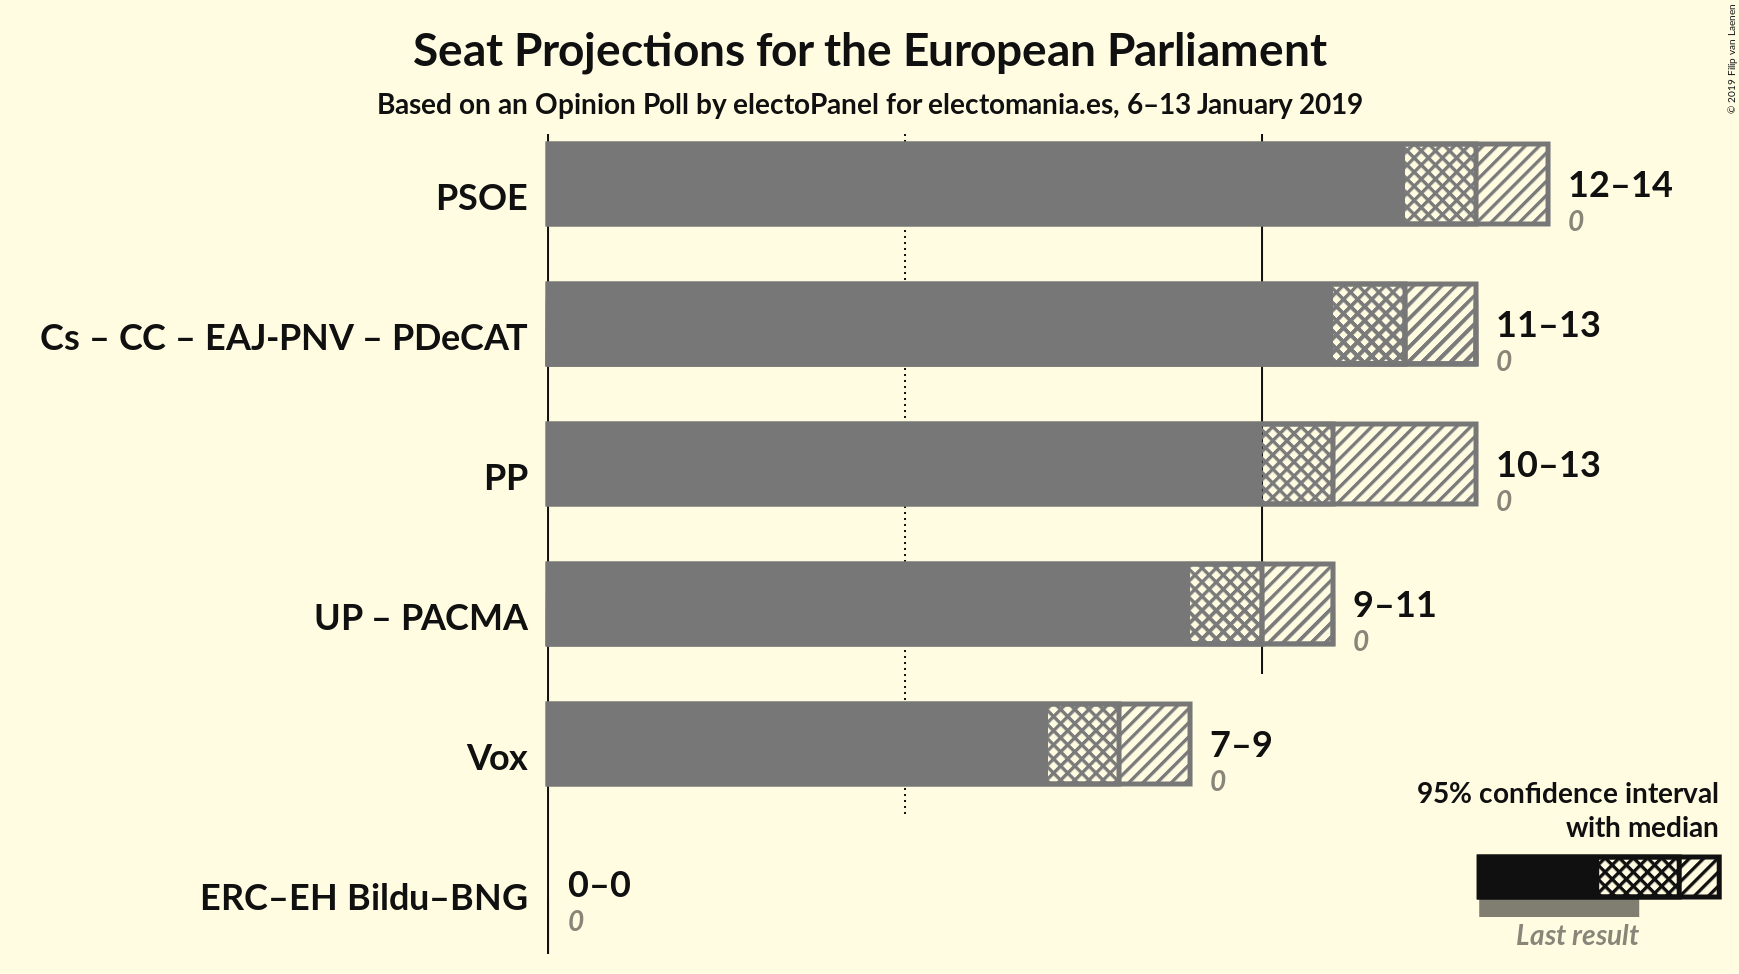 Seat Projections for the European Parliament
Based on an Opinion Poll by electoPanel for electomania.es, 6–13 January 2019
© 2019 Filip van Laenen
PSOE
12–14
0
Cs – CC – EAJ-PNV – PDeCAT
11–13
0
PP
10–13
0
UP – PACMA
9–11
0
Vox
7–9
0
ERC–EH Bildu–BNG
0–0
0
95% confidence interval
with median
Last result